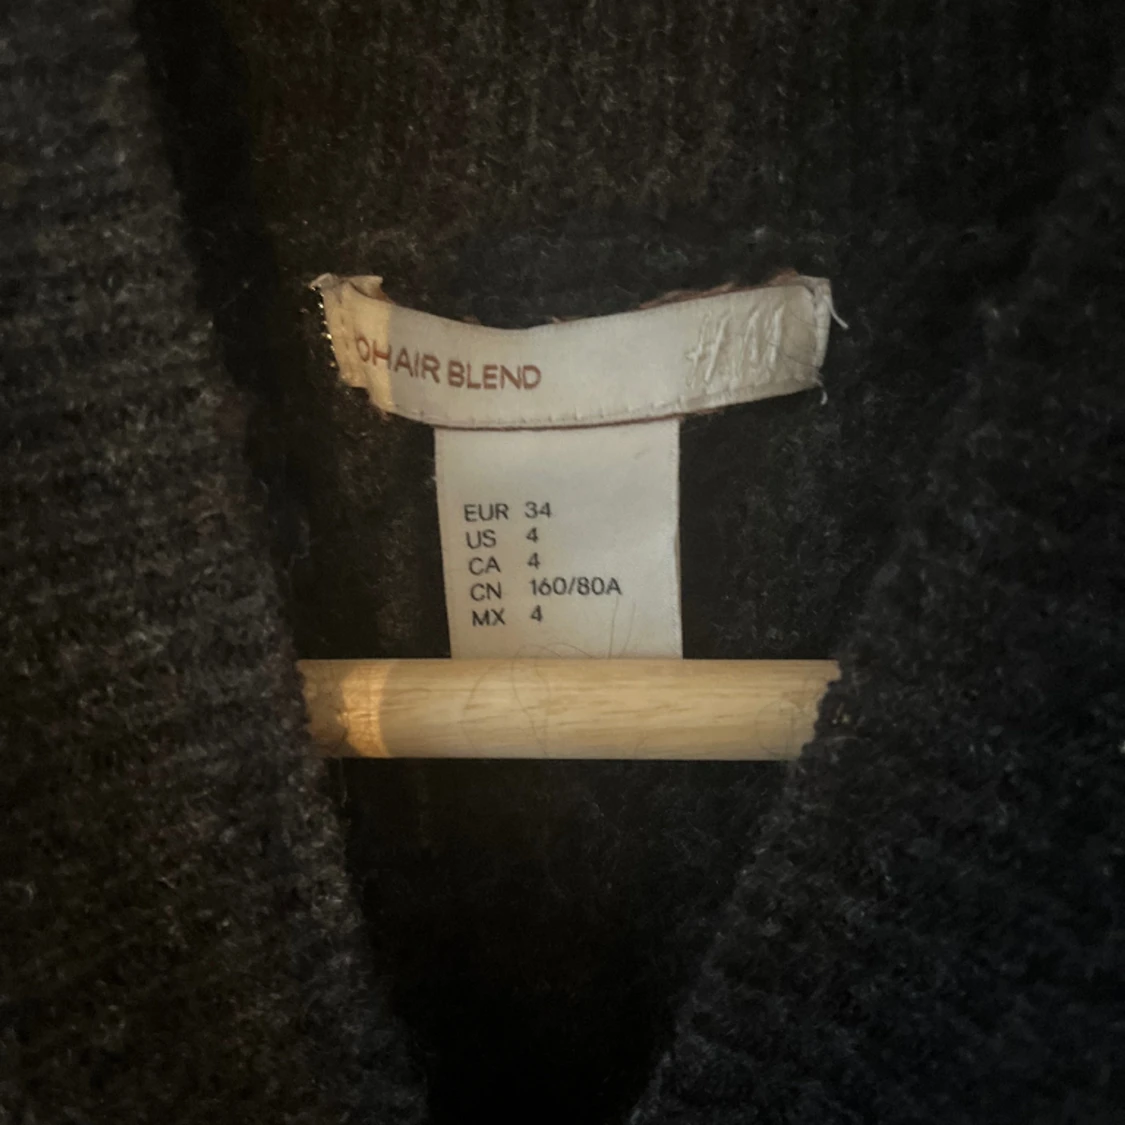 OHAIR BLEND H&M
EUR 34
US 4
CA 4
CN 160/80A
MX 4